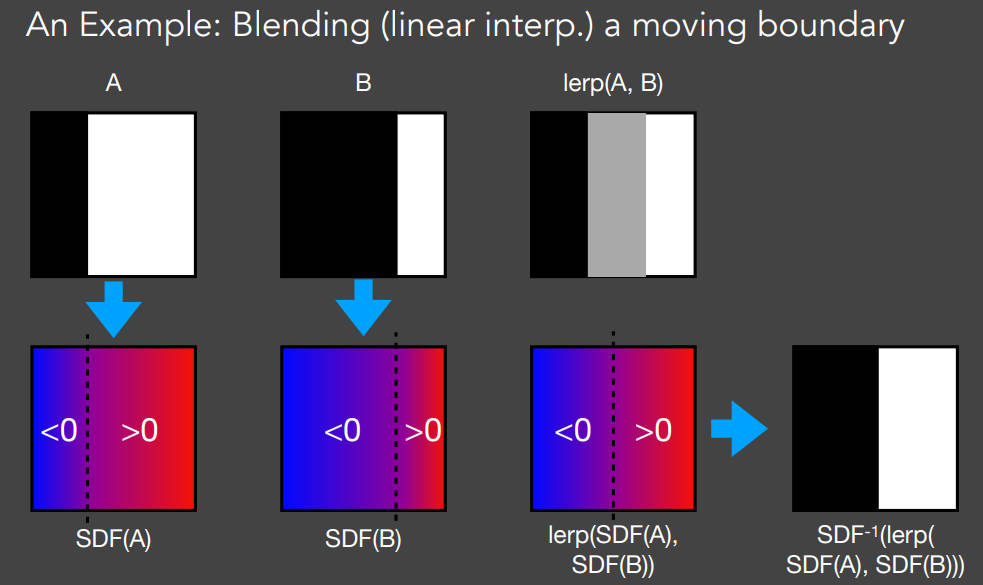 An Example: Blending (linear interp.) a moving boundary
A
B
lerp(A, B)
<0 >0
<0 >0
<0 >0
SDF(A)
SDF(B)
lerp(SDF(A),
SDF(B))
SDF-1(lerp(
SDF(A), SDF(B)))